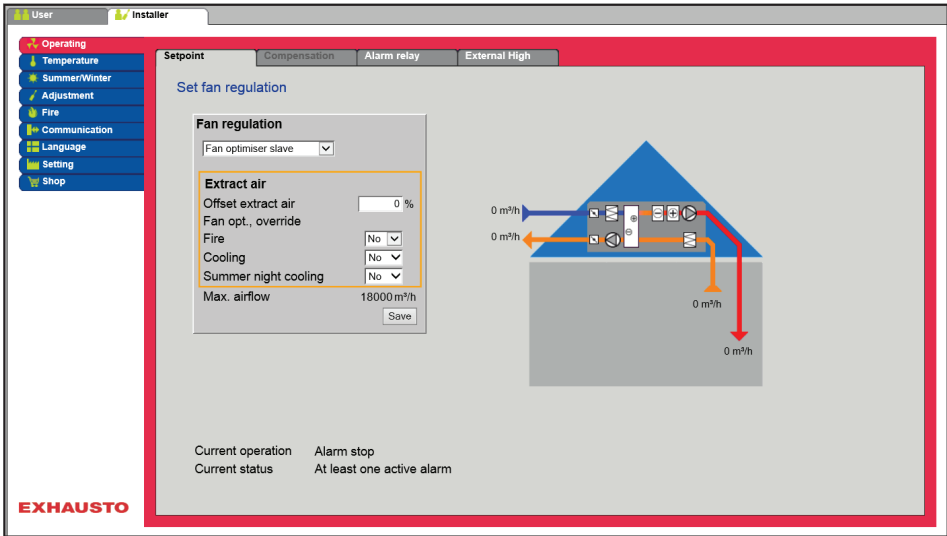 User
Installer
Operating
Temperature
Summer/Winter
Adjustment
Fire
Communication
Language
Setting
Shop
Setpoint
Compensation
Alarm relay
External High
Set fan regulation
Fan regulation
Fan optimiser slave
Extract air
Offset extract air 0 %
Fan opt., override
Fire No
Cooling No
Summer night cooling No
Max. airflow 18000 m³/h
Save
0 m³/h
0 m³/h
0 m³/h
0 m³/h
Current operation Alarm stop
Current status At least one active alarm
EXHAUSTO